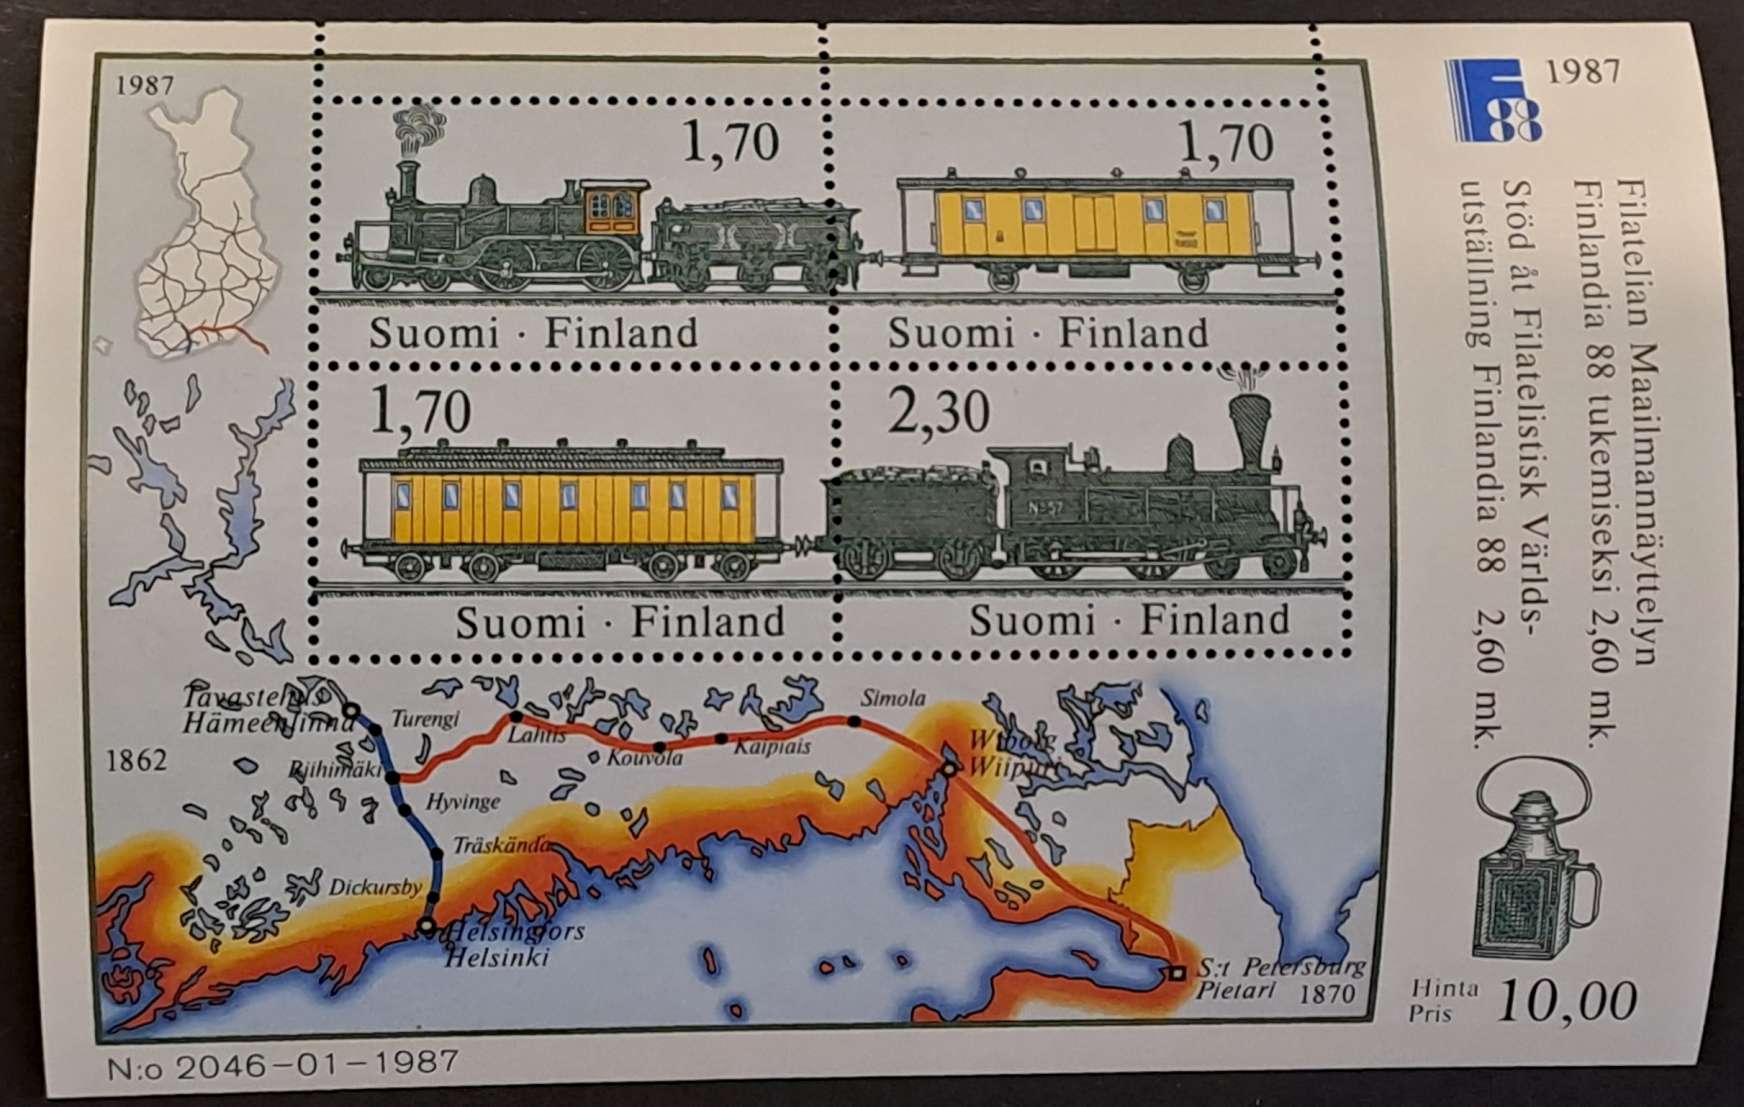 1987
1,70
1,70
Suomi · Finland
Suomi · Finland
1,70
2,30
No 57
Suomi · Finland
Suomi · Finland
1862
Tavastehus
Hämeenlinna
Turengi
Riihimäki
Hyvinge
Träskända
Dickursby
Helsingfors
Helsinki
Lahtis
Kouvola
Kaipiais
Simola
Wiborg
Wiipuri
S:t Petersburg
Pietari 1870
N:o 2046-01-1987
1987
Filatelian Maailmannäyttelyn
Finlandia 88 tukemiseksi 2,60 mk.
Stöd åt Filatelistisk Världs-
utställning Finlandia 88 2,60 mk.
Hinta
Pris
10,00